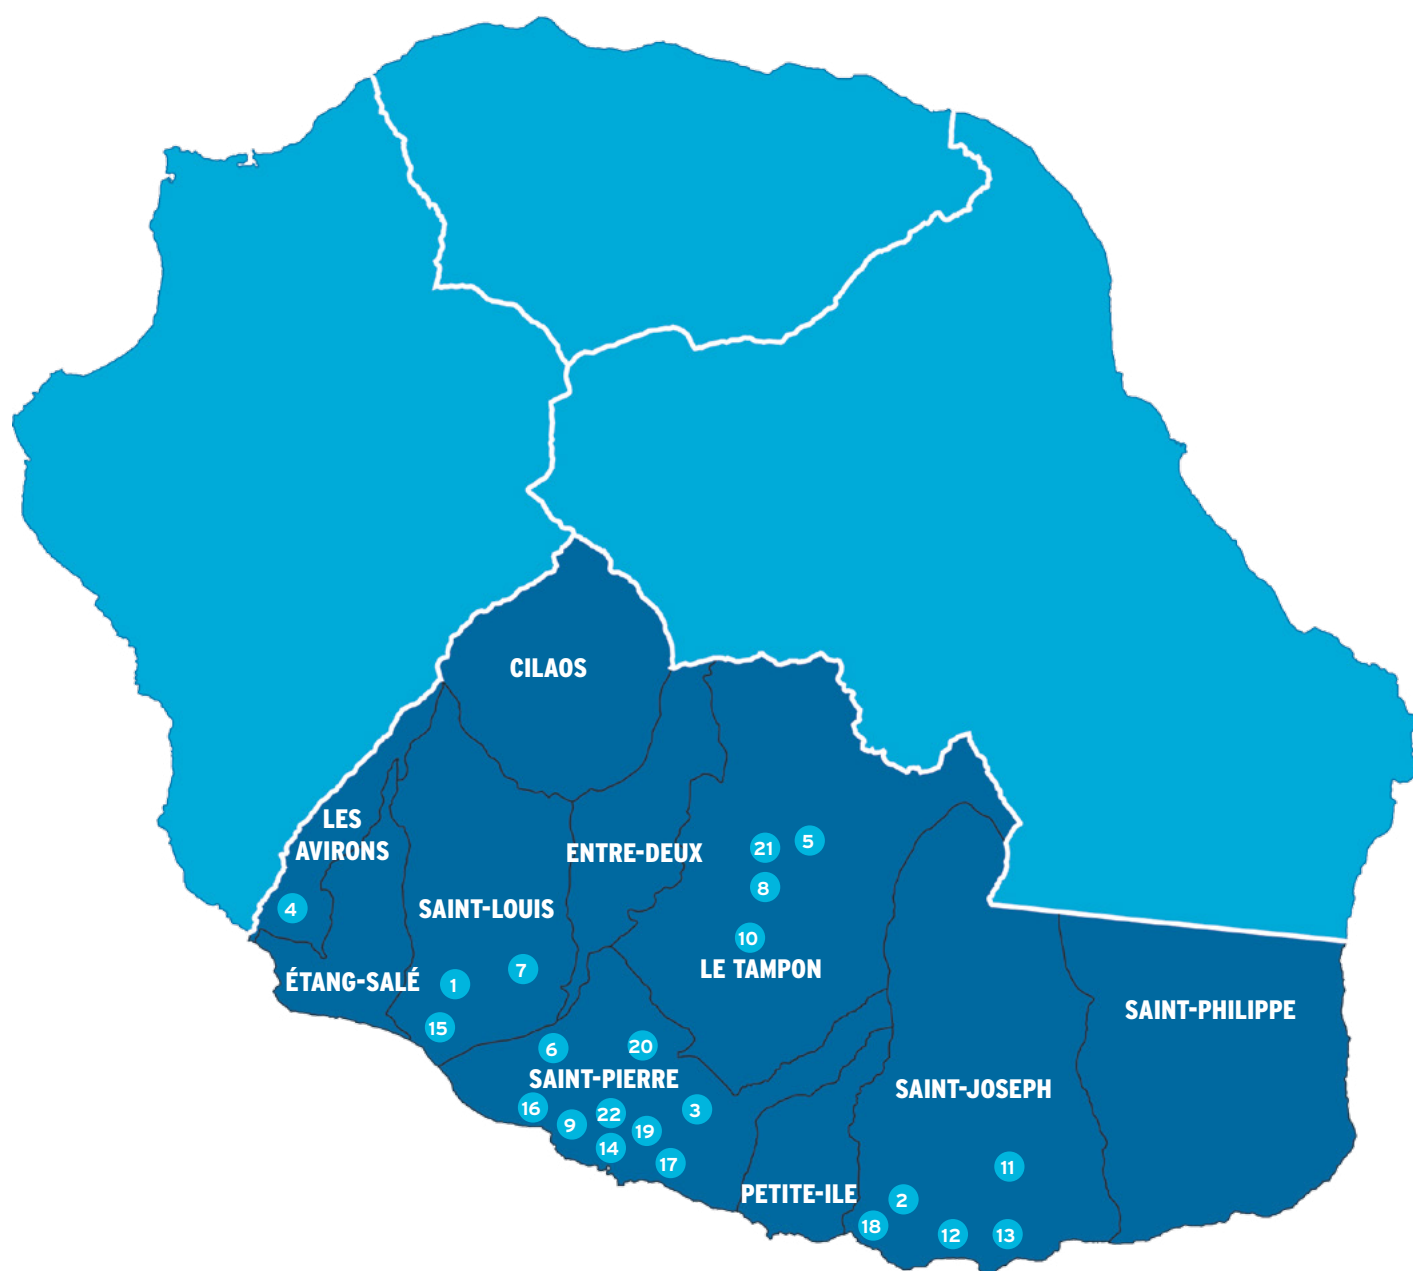 CILAOS
LES
AVIRONS
ENTRE-DEUX
21
5
8
4
SAINT-LOUIS
10
LE TAMPON
7
ÉTANG-SALÉ
1
15
SAINT-PHILIPPE
6
20
SAINT-PIERRE
SAINT-JOSEPH
16
22
3
9
19
14
17
11
PETITE-ILE
2
18
12
13